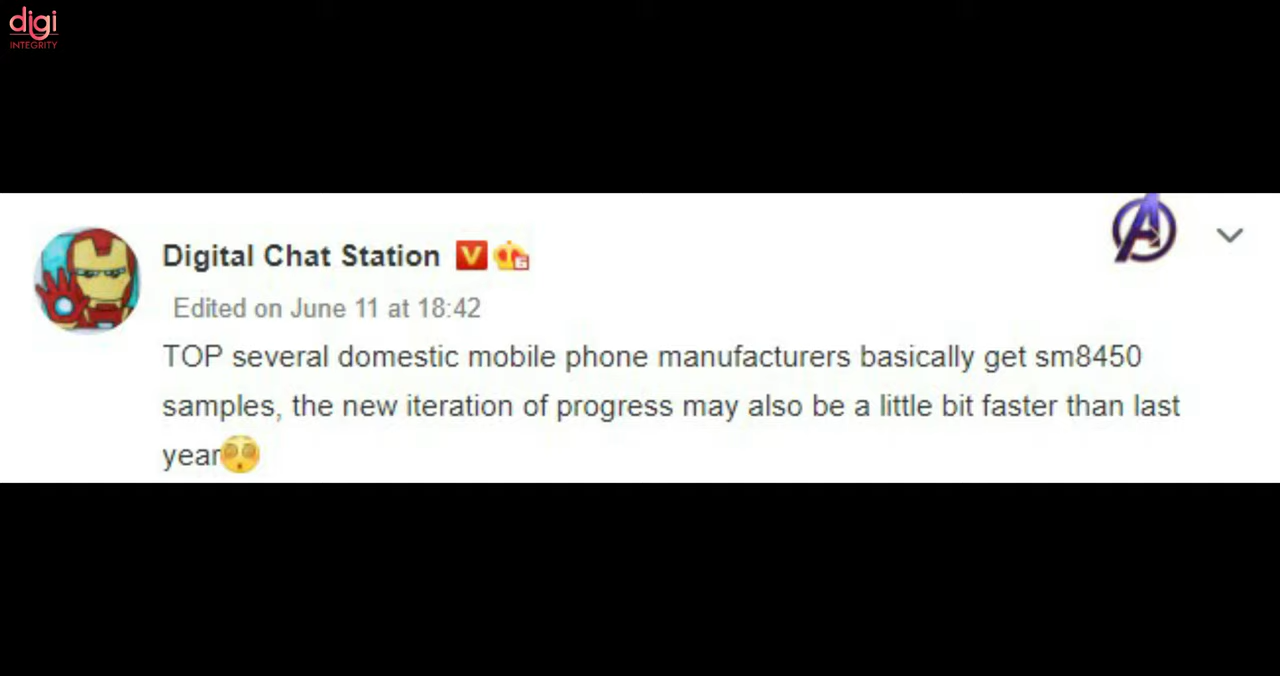 digi
INTEGRITY
Digital Chat Station V 6
Edited on June 11 at 18:42
TOP several domestic mobile phone manufacturers basically get sm8450
samples, the new iteration of progress may also be a little bit faster than last
year